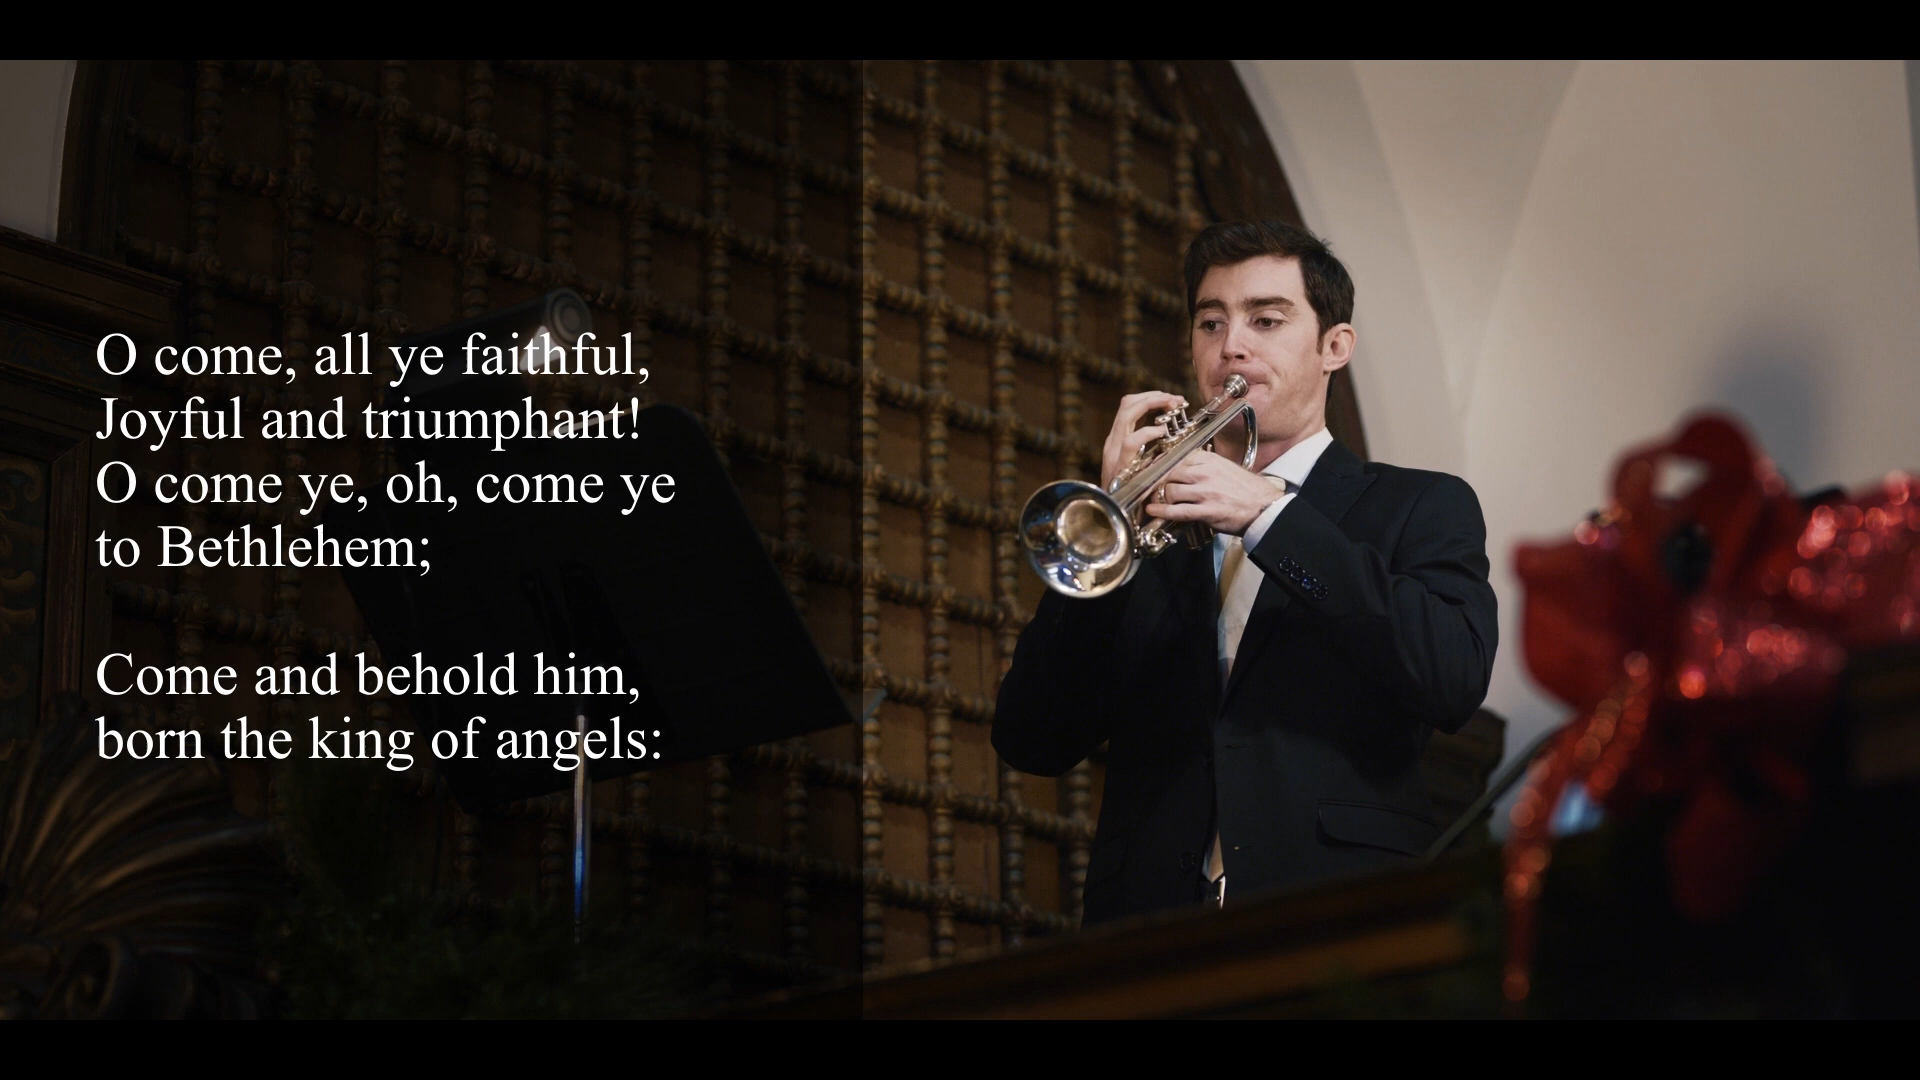 O come, all ye faithful,
Joyful and triumphant!
O come ye, oh, come ye
to Bethlehem;
Come and behold him,
born the king of angels: